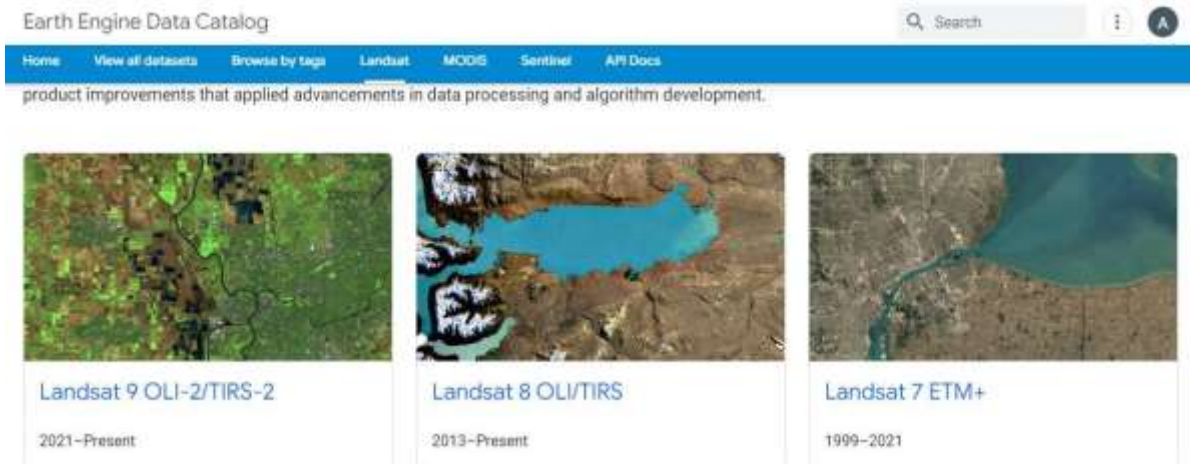 Earth Engine Data Catalog
Search
A
Home View all datasets Browse by tags Landsat MODIS Sentinel API Docs
product improvements that applied advancements in data processing and algorithm development.
Landsat 9 OLI-2/TIRS-2
Landsat 8 OLI/TIRS
Landsat 7 ETM+
2021–Present
2013–Present
1999–2021